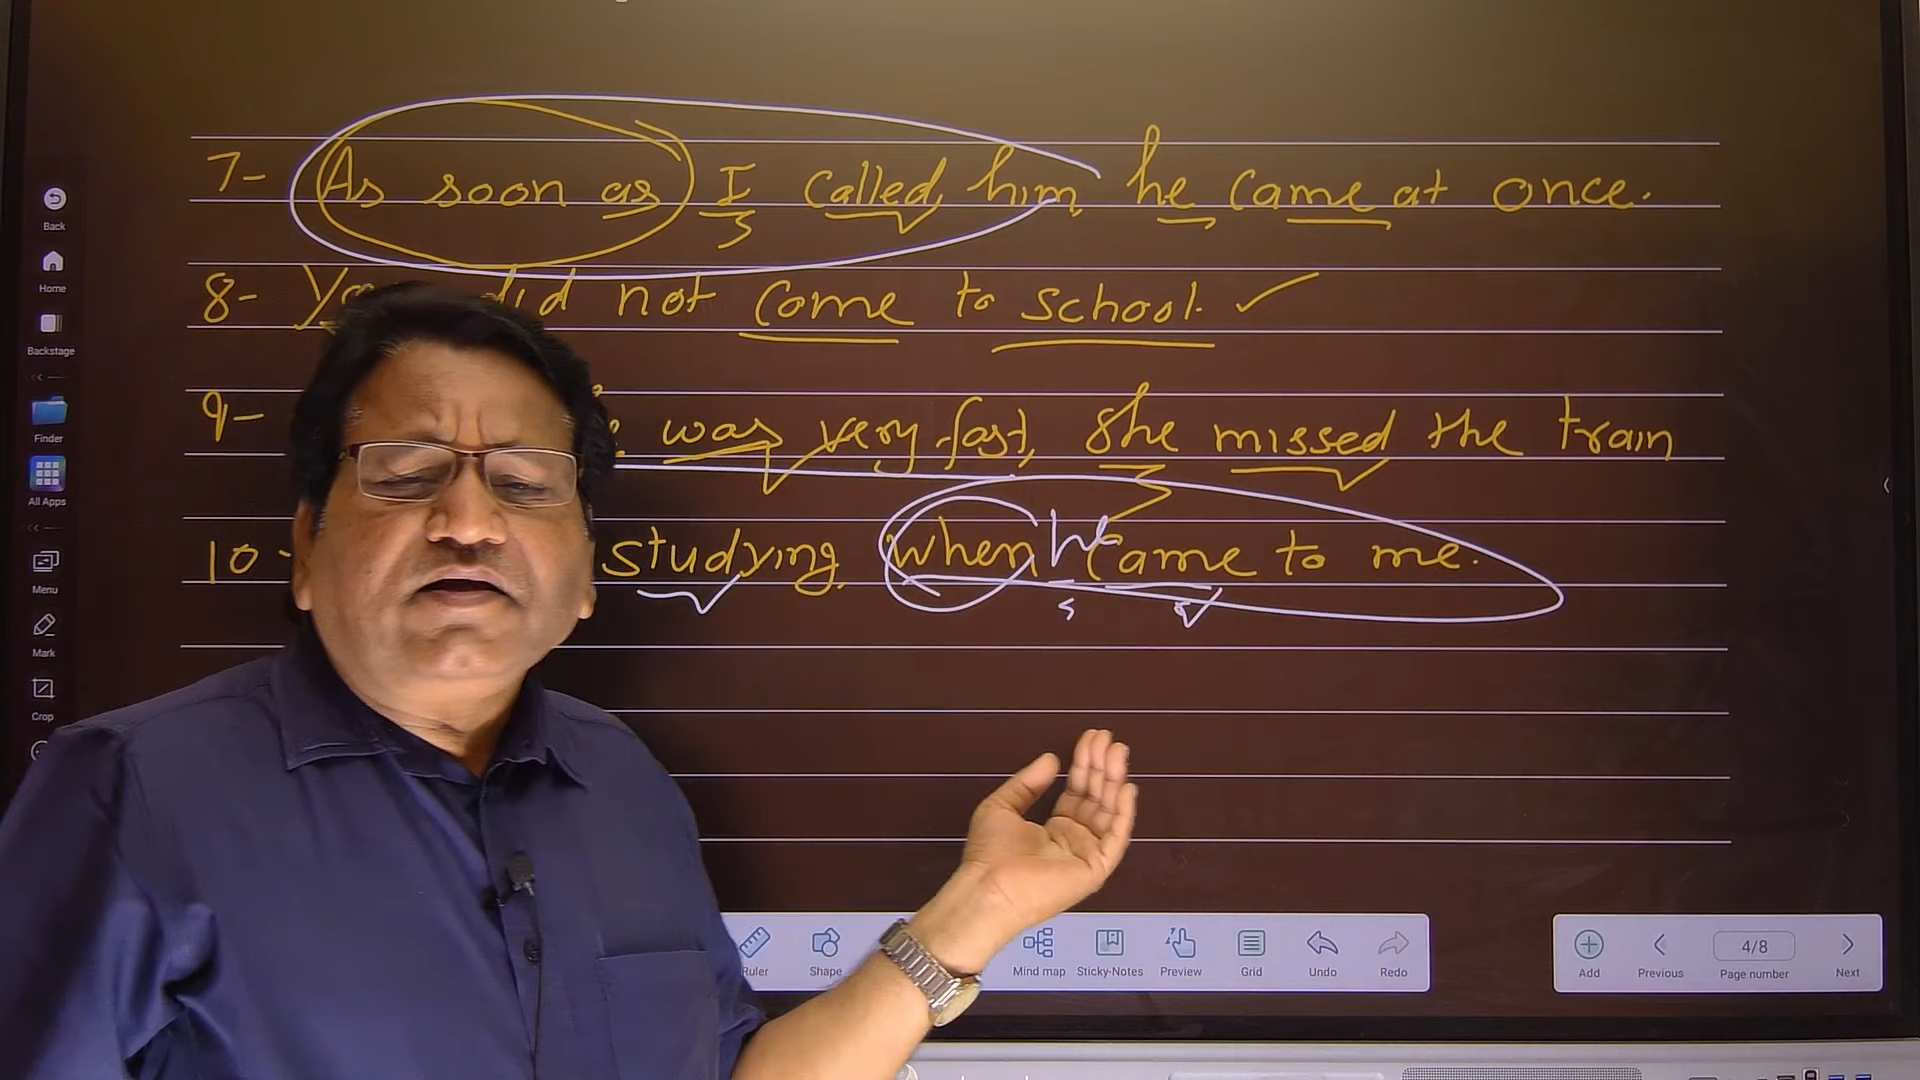 7- As soon as I called him, he came at once.
8- did not come to school.
9- was very fast, she missed the train
10- studying, when he came to me.
S
S
Back
Home
Backstage
Finder
All Apps
Menu
Mark
Crop
Ruler
Shape
Mind map
Sticky-Notes
Preview
Grid
Undo
Redo
Add
Previous
4/8
Page number
Next